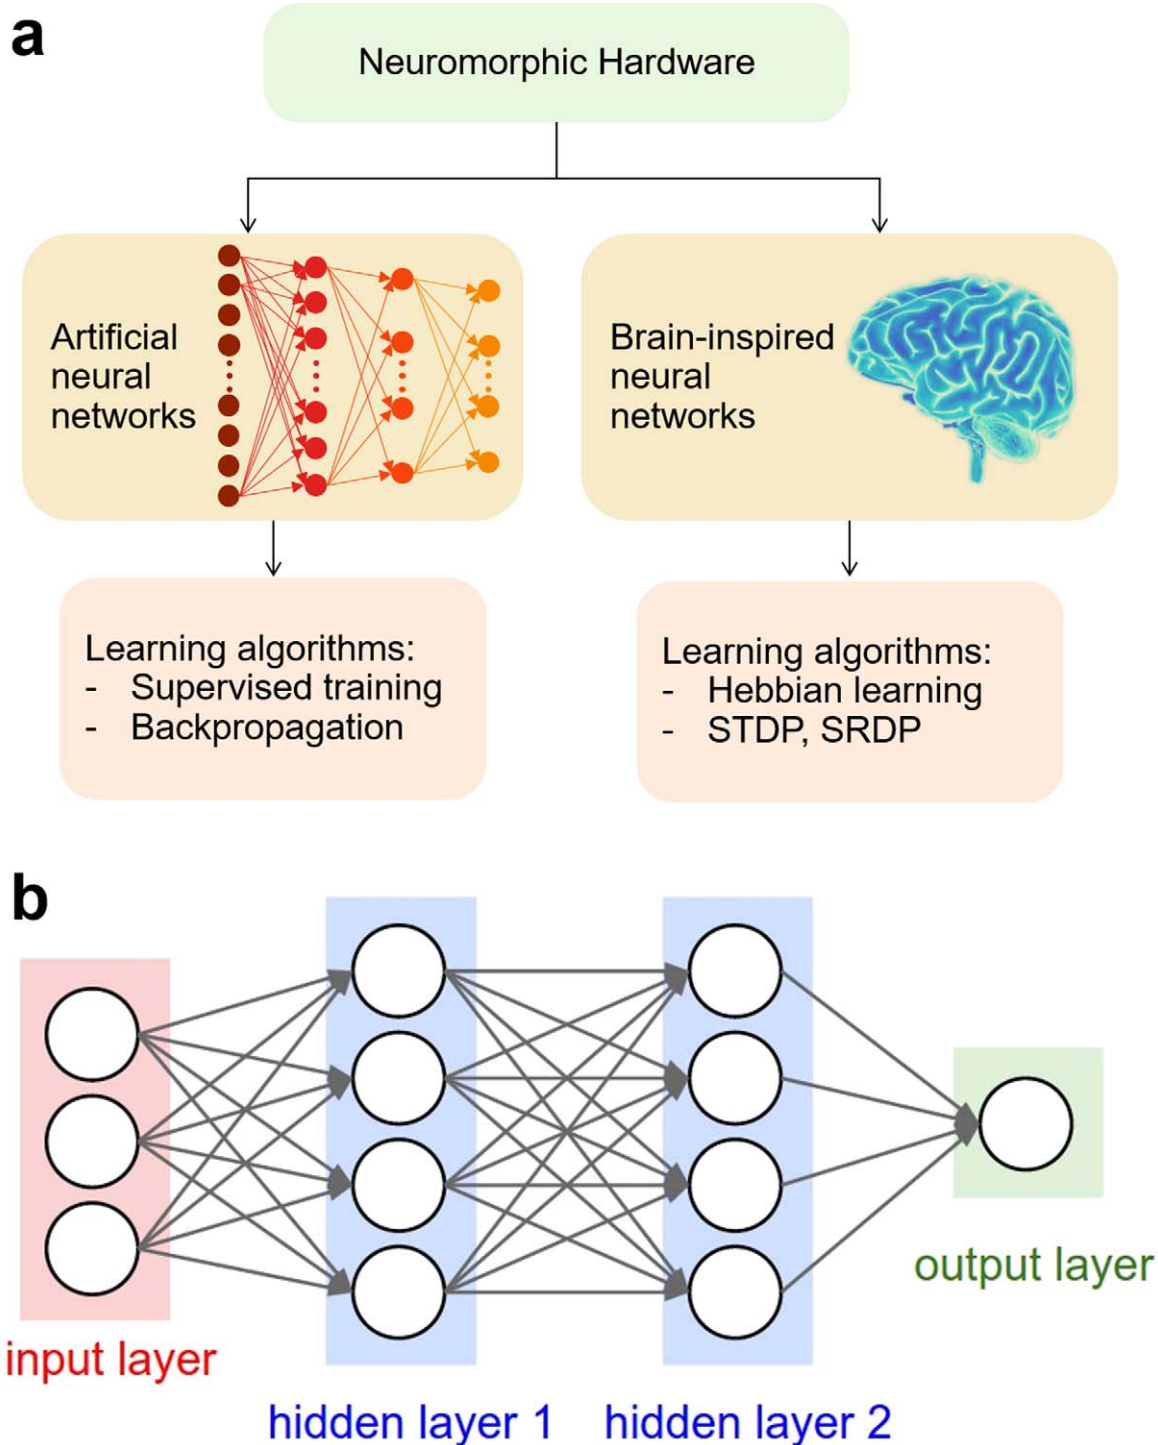 a
Neuromorphic Hardware
Artificial
neural
networks
Brain-inspired
neural
networks
Learning algorithms:
- Supervised training
- Backpropagation
Learning algorithms:
- Hebbian learning
- STDP, SRDP
b
input layer
hidden layer 1
hidden layer 2
output layer